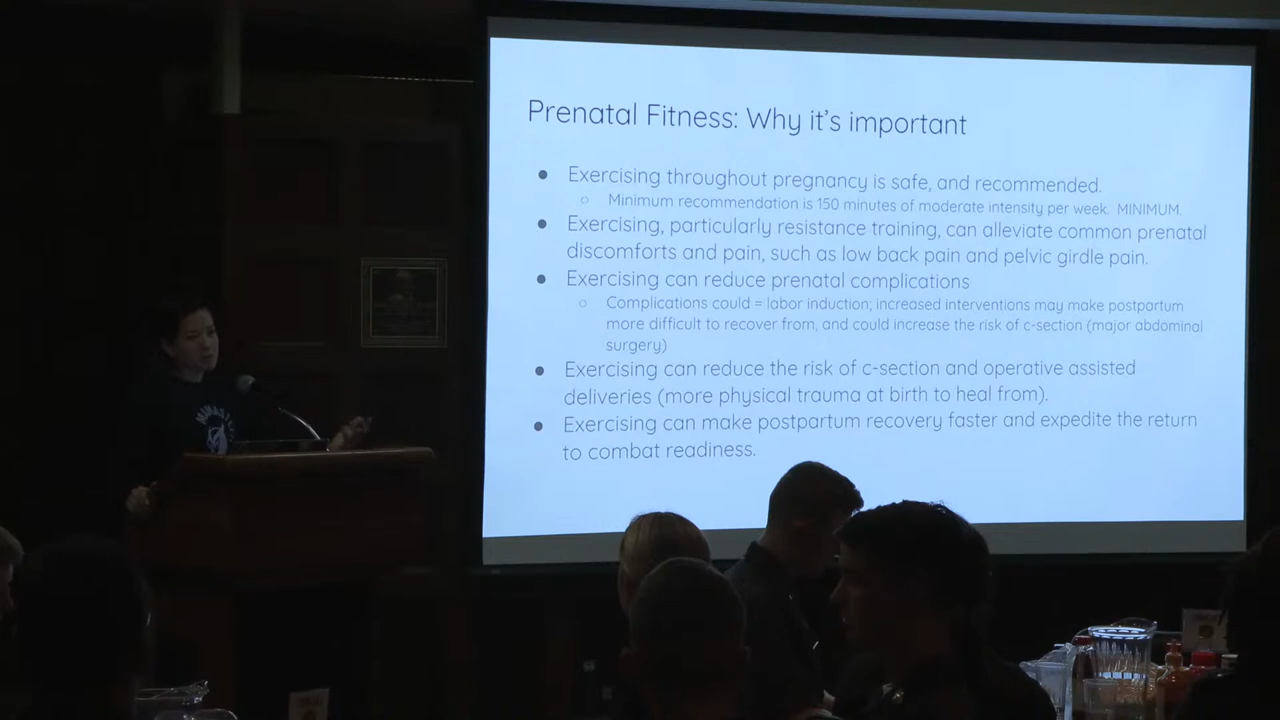 Prenatal Fitness: Why it's important
● Exercising throughout pregnancy is safe, and recommended.
○ Minimum recommendation is 150 minutes of moderate intensity per week. MINIMUM.
● Exercising, particularly resistance training, can alleviate common prenatal
discomforts and pain, such as low back pain and pelvic girdle pain.
● Exercising can reduce prenatal complications
○ Complications could = labor induction; increased interventions may make postpartum
more difficult to recover from, and could increase the risk of c-section (major abdominal
surgery)
● Exercising can reduce the risk of c-section and operative assisted
deliveries (more physical trauma at birth to heal from).
● Exercising can make postpartum recovery faster and expedite the return
to combat readiness.